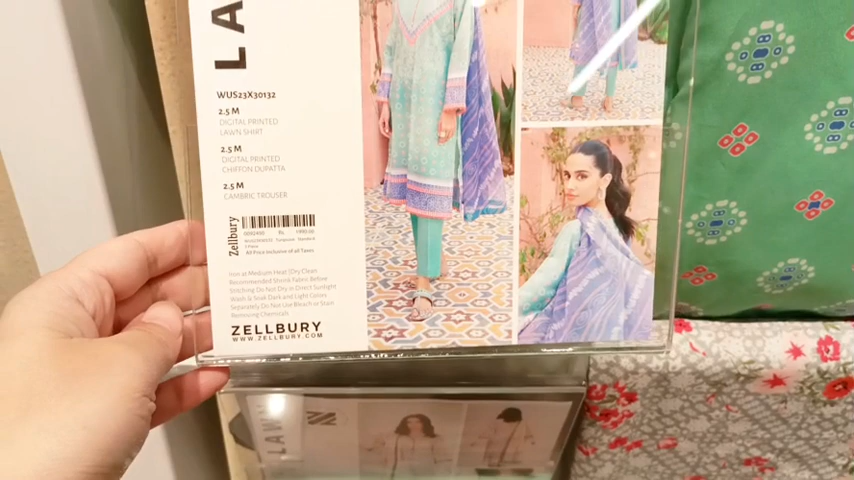 LA
WUS23X30132
2.5 M
DIGITAL PRINTED
LAWN SHIRT
2.5 M
DIGITAL PRINTED
CHIFFON DUPATTA
2.5 M
CAMBRIC TROUSER
Zellbury
All Price Inclusive of all Taxes
Iron at Medium Heat |Dry Clean
Recommended Shrink Fabric Before
Stitching Do Not Dry in Direct Sunlight
Wash & Soak Dark and Light Colors
Separately Do Not Use Bleach or Stain
Removing Chemicals
ZELLBURY
WWW.ZELLBURY.COM
LAWN